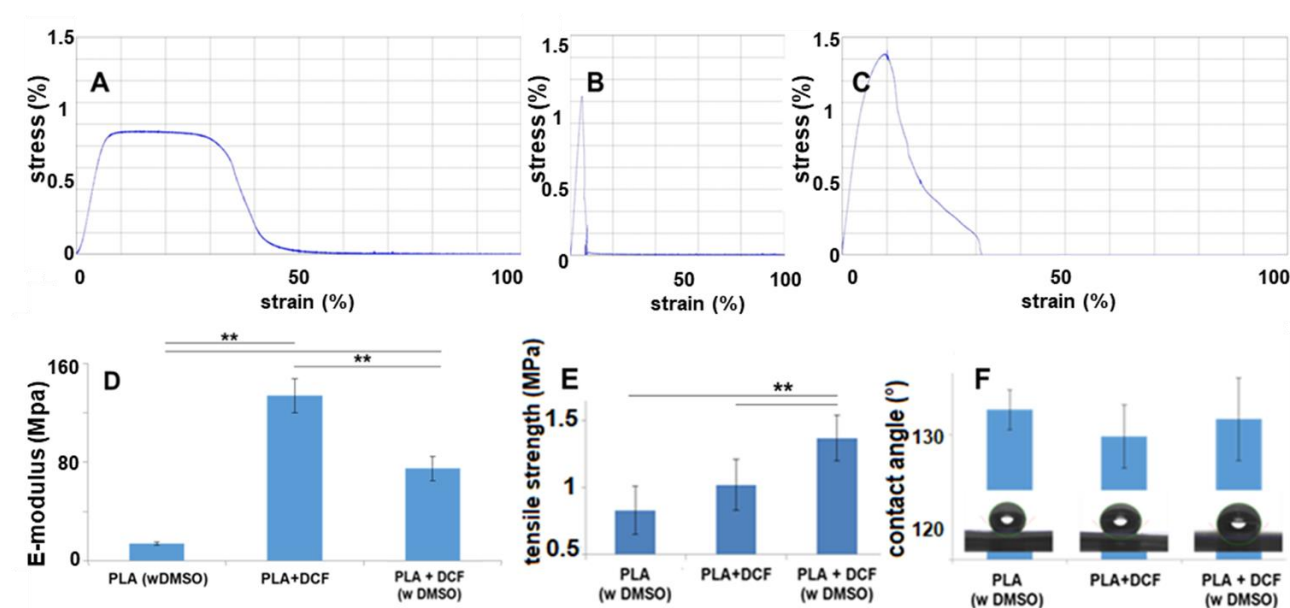 A
stress (%)
1.5
1
0.5
0
0
50
100
strain (%)
B
stress (%)
1.5
1
0.5
0
50
100
strain (%)
C
stress (%)
1.5
1
0.5
0
0
50
100
strain (%)
D
E-modulus (Mpa)
160
80
0
**
**
PLA (wDMSO)
PLA+DCF
PLA + DCF
(w DMSO)
E
tensile strength (MPa)
1.5
1
0.5
**
PLA
(w DMSO)
PLA+DCF
PLA + DCF
(w DMSO)
F
contact angle (°)
130
120
PLA
(w DMSO)
PLA+DCF
PLA + DCF
(w DMSO)